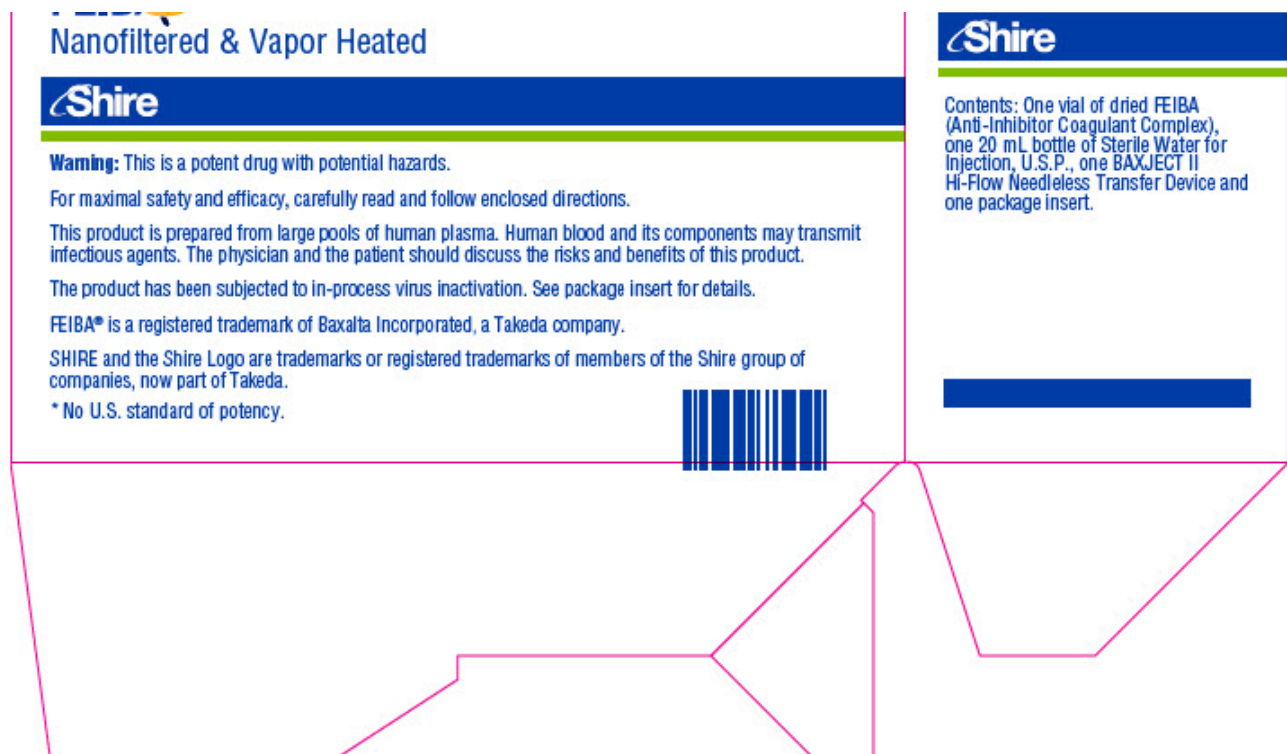 FEIBA
Nanofiltered & Vapor Heated
Shire
Warning: This is a potent drug with potential hazards.
For maximal safety and efficacy, carefully read and follow enclosed directions.
This product is prepared from large pools of human plasma. Human blood and its components may transmit
infectious agents. The physician and the patient should discuss the risks and benefits of this product.
The product has been subjected to in-process virus inactivation. See package insert for details.
FEIBA® is a registered trademark of Baxalta Incorporated, a Takeda company.
SHIRE and the Shire Logo are trademarks or registered trademarks of members of the Shire group of
companies, now part of Takeda.
* No U.S. standard of potency.
Shire
Contents: One vial of dried FEIBA
(Anti-Inhibitor Coagulant Complex),
one 20 mL bottle of Sterile Water for
Injection, U.S.P., one BAXJECT II
Hi-Flow Needleless Transfer Device and
one package insert.